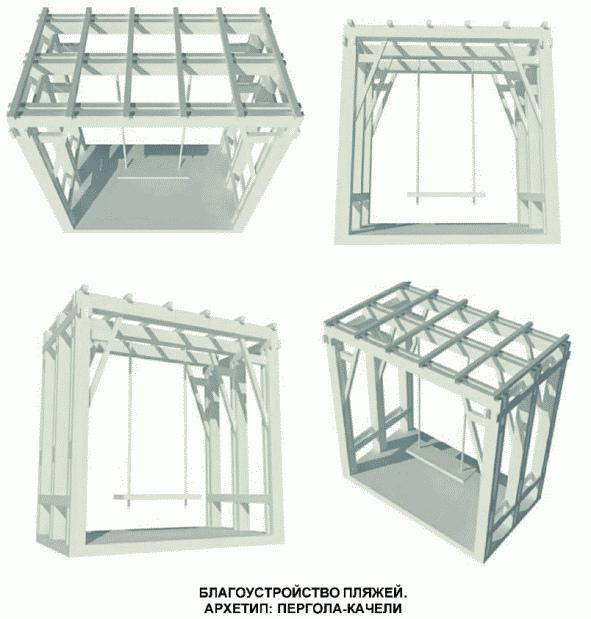 БЛАГОУСТРОЙСТВО ПЛЯЖЕЙ.
АРХЕТИП: ПЕРГОЛА-КАЧЕЛИ